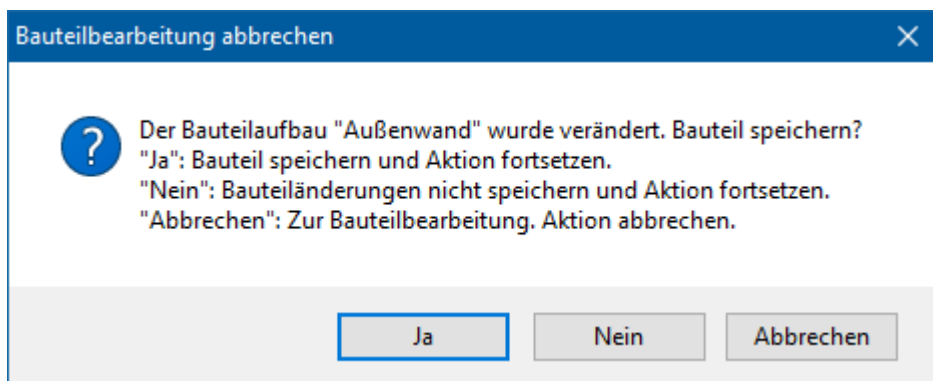 Bauteilbearbeitung abbrechen
Der Bauteilaufbau "Außenwand" wurde verändert. Bauteil speichern?
"Ja": Bauteil speichern und Aktion fortsetzen.
"Nein": Bauteiländerungen nicht speichern und Aktion fortsetzen.
"Abbrechen": Zur Bauteilbearbeitung. Aktion abbrechen.
Ja Nein Abbrechen